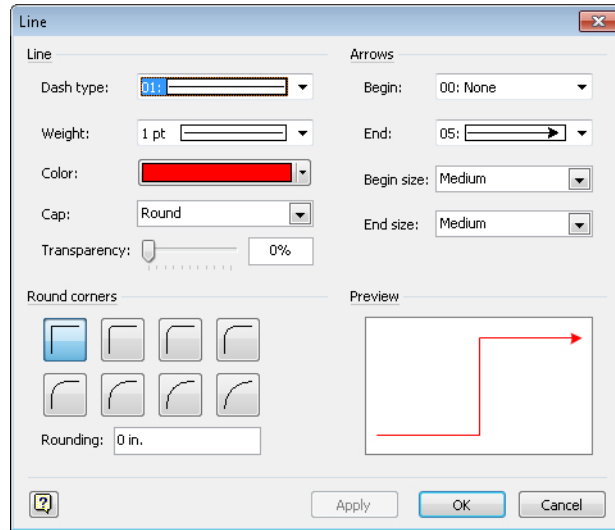 Line
Line
Dash type: 01:
Weight: 1 pt
Color:
Cap: Round
Transparency: 0%
Arrows
Begin: 00: None
End: 05:
Begin size: Medium
End size: Medium
Round corners
Rounding: 0 in.
Preview
?
Apply OK Cancel